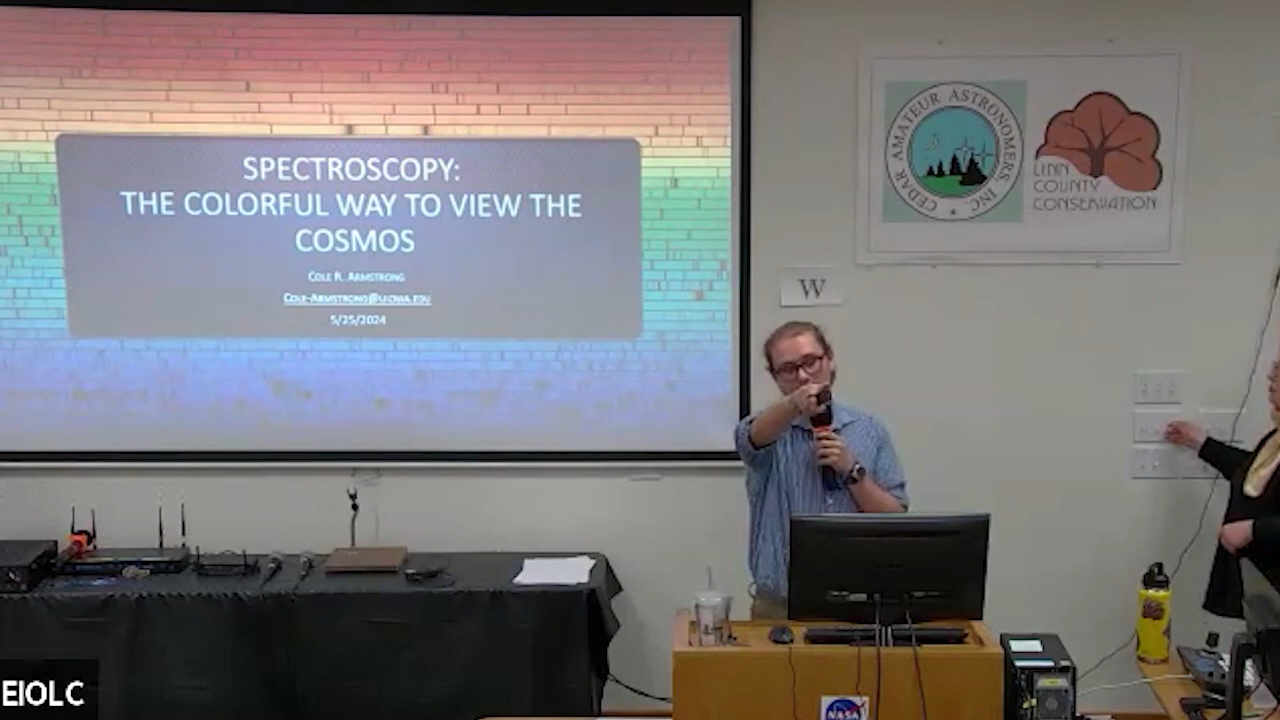 SPECTROSCOPY:
THE COLORFUL WAY TO VIEW THE
COSMOS
COLE R. ARMSTRONG
COLE-ARMSTRONG@UIOWA.EDU
5/25/2024
CEDAR AMATEUR ASTRONOMERS INC.
LINN
COUNTY
CONSERVATION
W
NASA
EIOLC